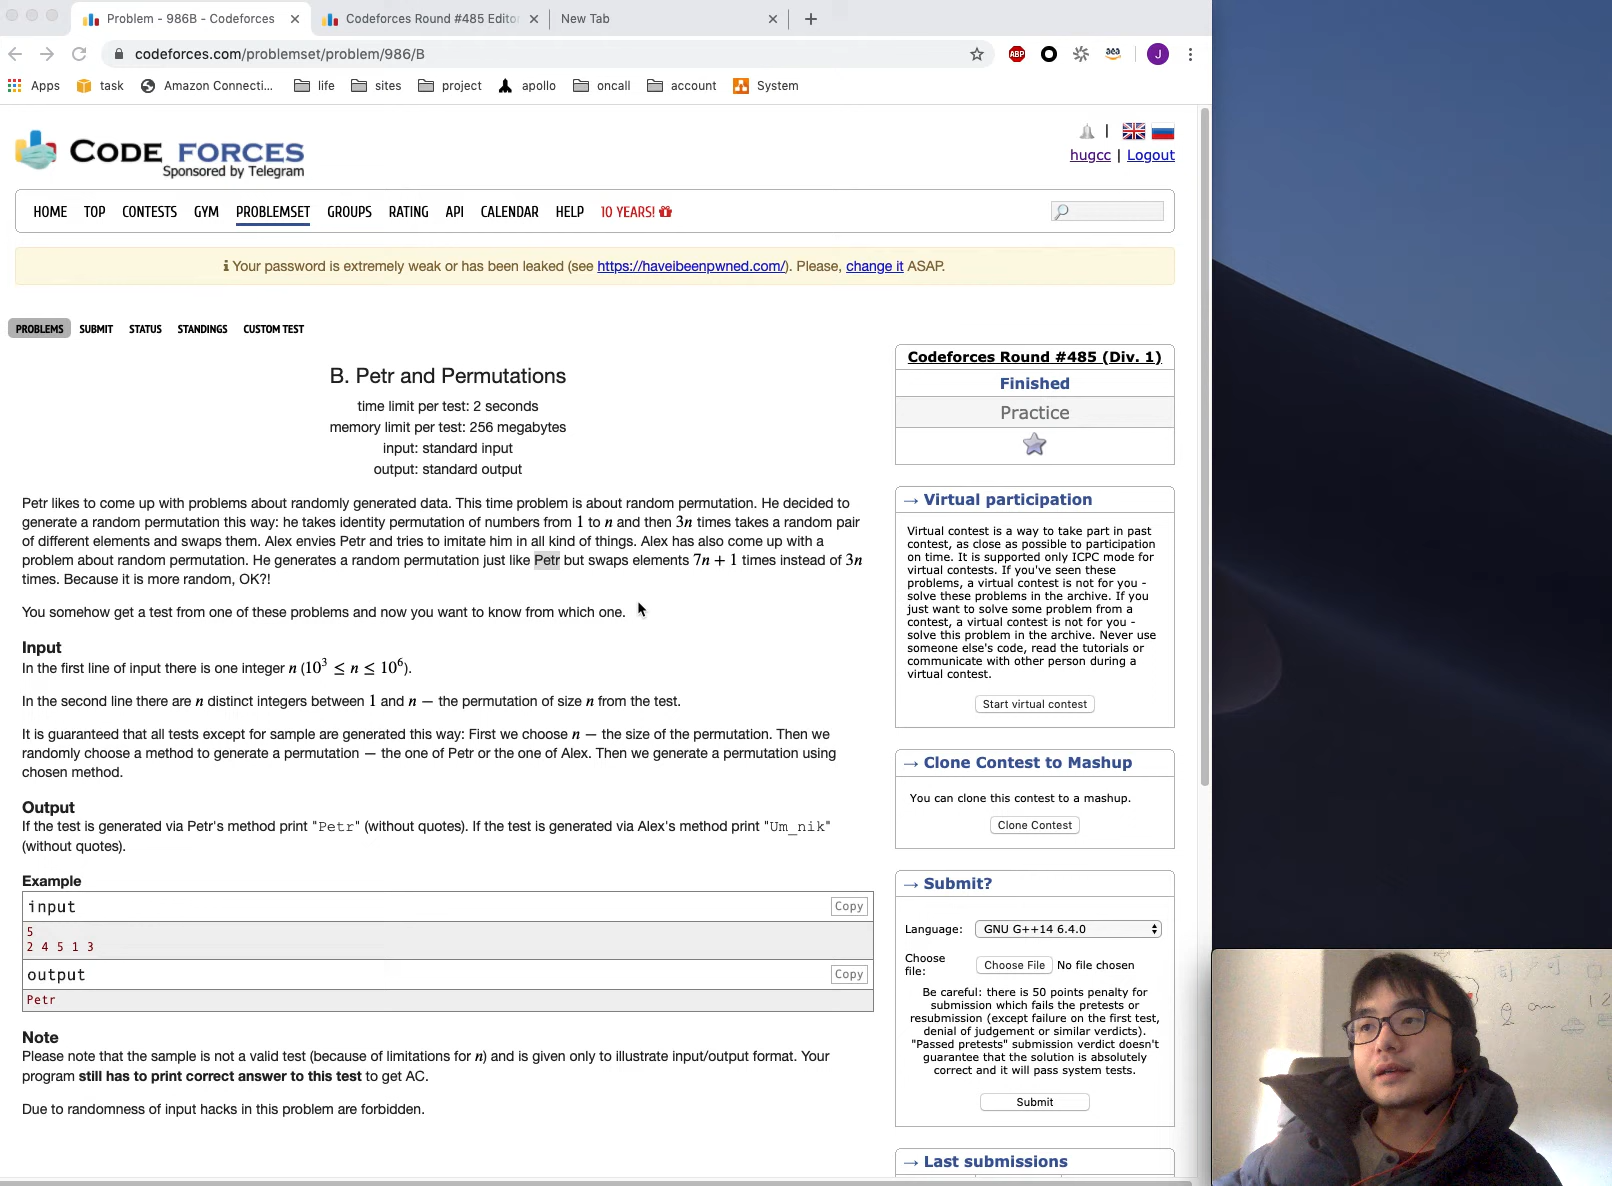 Problem - 986B - Codeforces
Codeforces Round #485 Editor
New Tab
codeforces.com/problemset/problem/986/B
ABP
J
Apps
task
Amazon Connecti...
life
sites
project
apollo
oncall
account
System
CODE FORCES
Sponsored by Telegram
hugcc | Logout
HOME TOP CONTESTS GYM PROBLEMSET GROUPS RATING API CALENDAR HELP 10 YEARS!
Your password is extremely weak or has been leaked (see https://haveibeenpwned.com/). Please, change it ASAP.
PROBLEMS SUBMIT STATUS STANDINGS CUSTOM TEST
B. Petr and Permutations
time limit per test: 2 seconds
memory limit per test: 256 megabytes
input: standard input
output: standard output
Petr likes to come up with problems about randomly generated data. This time problem is about random permutation. He decided to
generate a random permutation this way: he takes identity permutation of numbers from 1 to n and then 3n times takes a random pair
of different elements and swaps them. Alex envies Petr and tries to imitate him in all kind of things. Alex has also come up with a
problem about random permutation. He generates a random permutation just like Petr but swaps elements 7n + 1 times instead of 3n
times. Because it is more random, OK?!
You somehow get a test from one of these problems and now you want to know from which one.
Input
In the first line of input there is one integer n (10³ ≤ n ≤ 10⁶).
In the second line there are n distinct integers between 1 and n — the permutation of size n from the test.
It is guaranteed that all tests except for sample are generated this way: First we choose n — the size of the permutation. Then we
randomly choose a method to generate a permutation — the one of Petr or the one of Alex. Then we generate a permutation using
chosen method.
Output
If the test is generated via Petr's method print "Petr" (without quotes). If the test is generated via Alex's method print "Um_nik"
(without quotes).
Example
input
Copy
5
2 4 5 1 3
output
Copy
Petr
Note
Please note that the sample is not a valid test (because of limitations for n) and is given only to illustrate input/output format. Your
program still has to print correct answer to this test to get AC.
Due to randomness of input hacks in this problem are forbidden.
Codeforces Round #485 (Div. 1)
Finished
Practice
→ Virtual participation
Virtual contest is a way to take part in past
contest, as close as possible to participation
on time. It is supported only ICPC mode for
virtual contests. If you've seen these
problems, a virtual contest is not for you -
solve these problems in the archive. If you
just want to solve some problem from a
contest, a virtual contest is not for you -
solve this problem in the archive. Never use
someone else's code, read the tutorials or
communicate with other person during a
virtual contest.
Start virtual contest
→ Clone Contest to Mashup
You can clone this contest to a mashup.
Clone Contest
→ Submit?
Language: GNU G++14 6.4.0
Choose
file: Choose File No file chosen
Be careful: there is 50 points penalty for
submission which fails the pretests or
resubmission (except failure on the first test,
denial of judgement or similar verdicts).
"Passed pretests" submission verdict doesn't
guarantee that the solution is absolutely
correct and it will pass system tests.
Submit
→ Last submissions